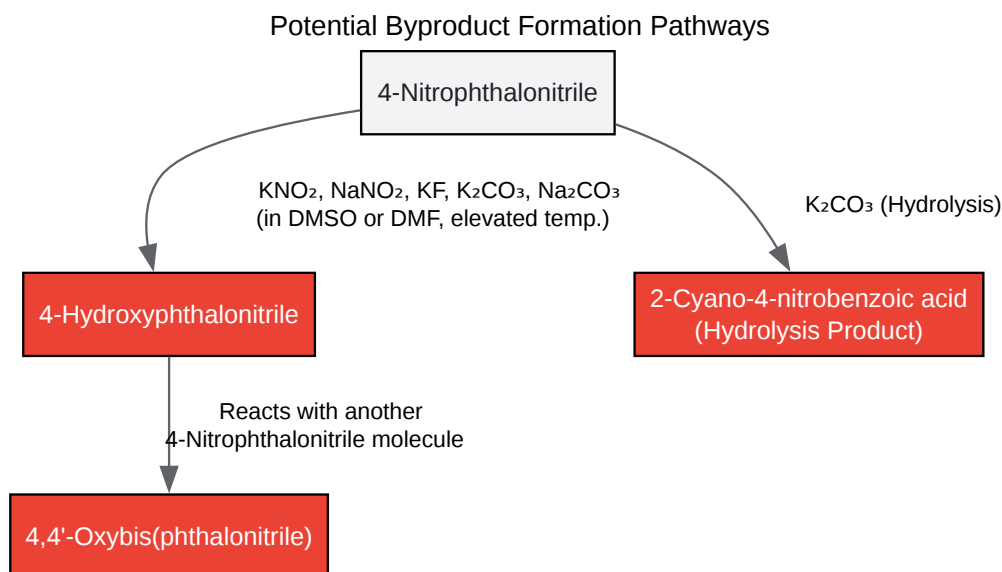 Potential Byproduct Formation Pathways
4-Nitrophthalonitrile
KNO₂, NaNO₂, KF, K₂CO₃, Na₂CO₃
(in DMSO or DMF, elevated temp.)
K₂CO₃ (Hydrolysis)
4-Hydroxyphthalonitrile
2-Cyano-4-nitrobenzoic acid
(Hydrolysis Product)
Reacts with another
4-Nitrophthalonitrile molecule
4,4'-Oxybis(phthalonitrile)